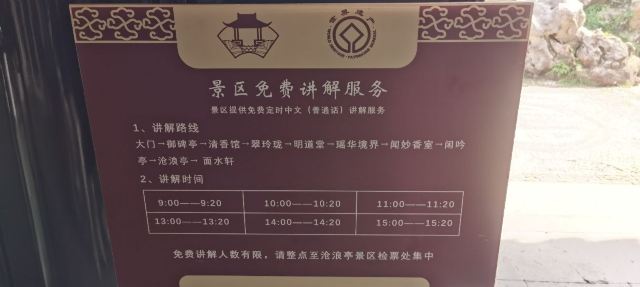 世界遗产
景区免费讲解服务
景区提供免费定时中文（普通话）讲解服务
1、讲解路线
大门→御碑亭→清香馆→翠玲珑→明道堂→瑶华境界→闻妙香室→闲吟
亭→沧浪亭→ 面水轩
2、讲解时间
9:00——9:20 10:00——10:20 11:00——11:20
13:00——13:20 14:00——14:20 15:00——15:20
免费讲解人数有限，请整点至沧浪亭景区检票处集中